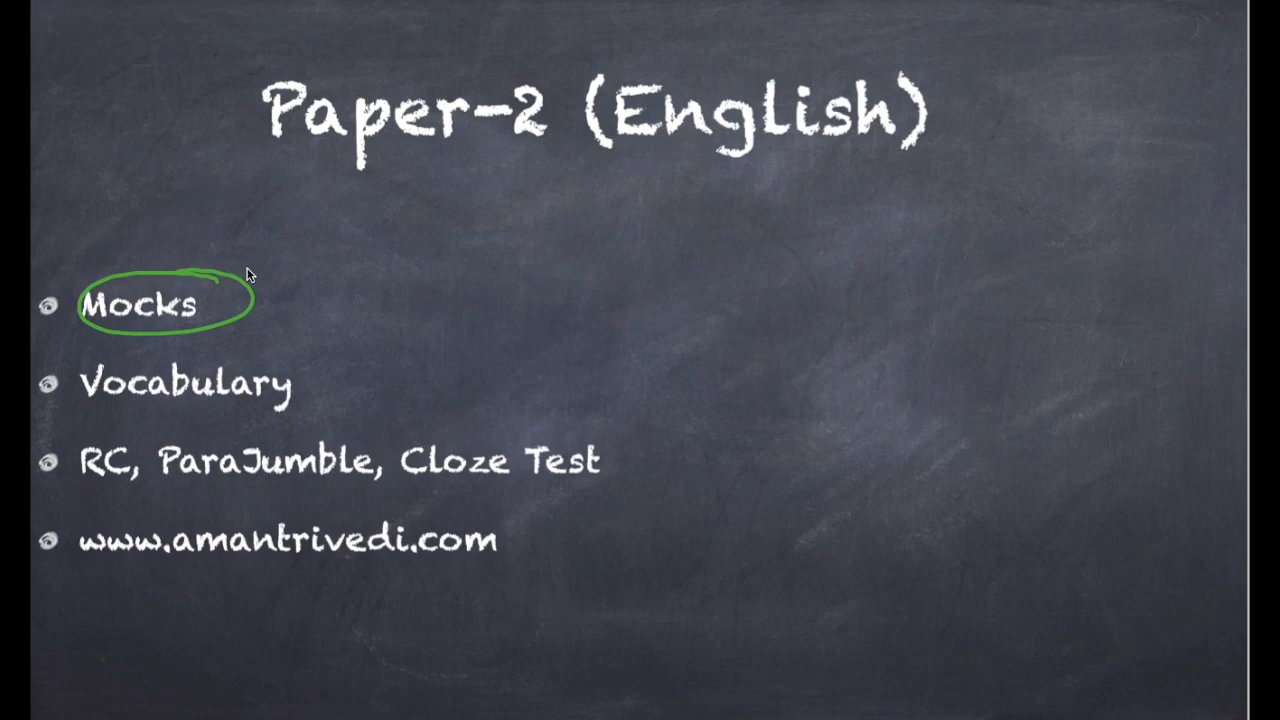 Paper-2 (English)
Mocks
Vocabulary
RC, ParaJumble, Cloze Test
www.amantrivedi.com